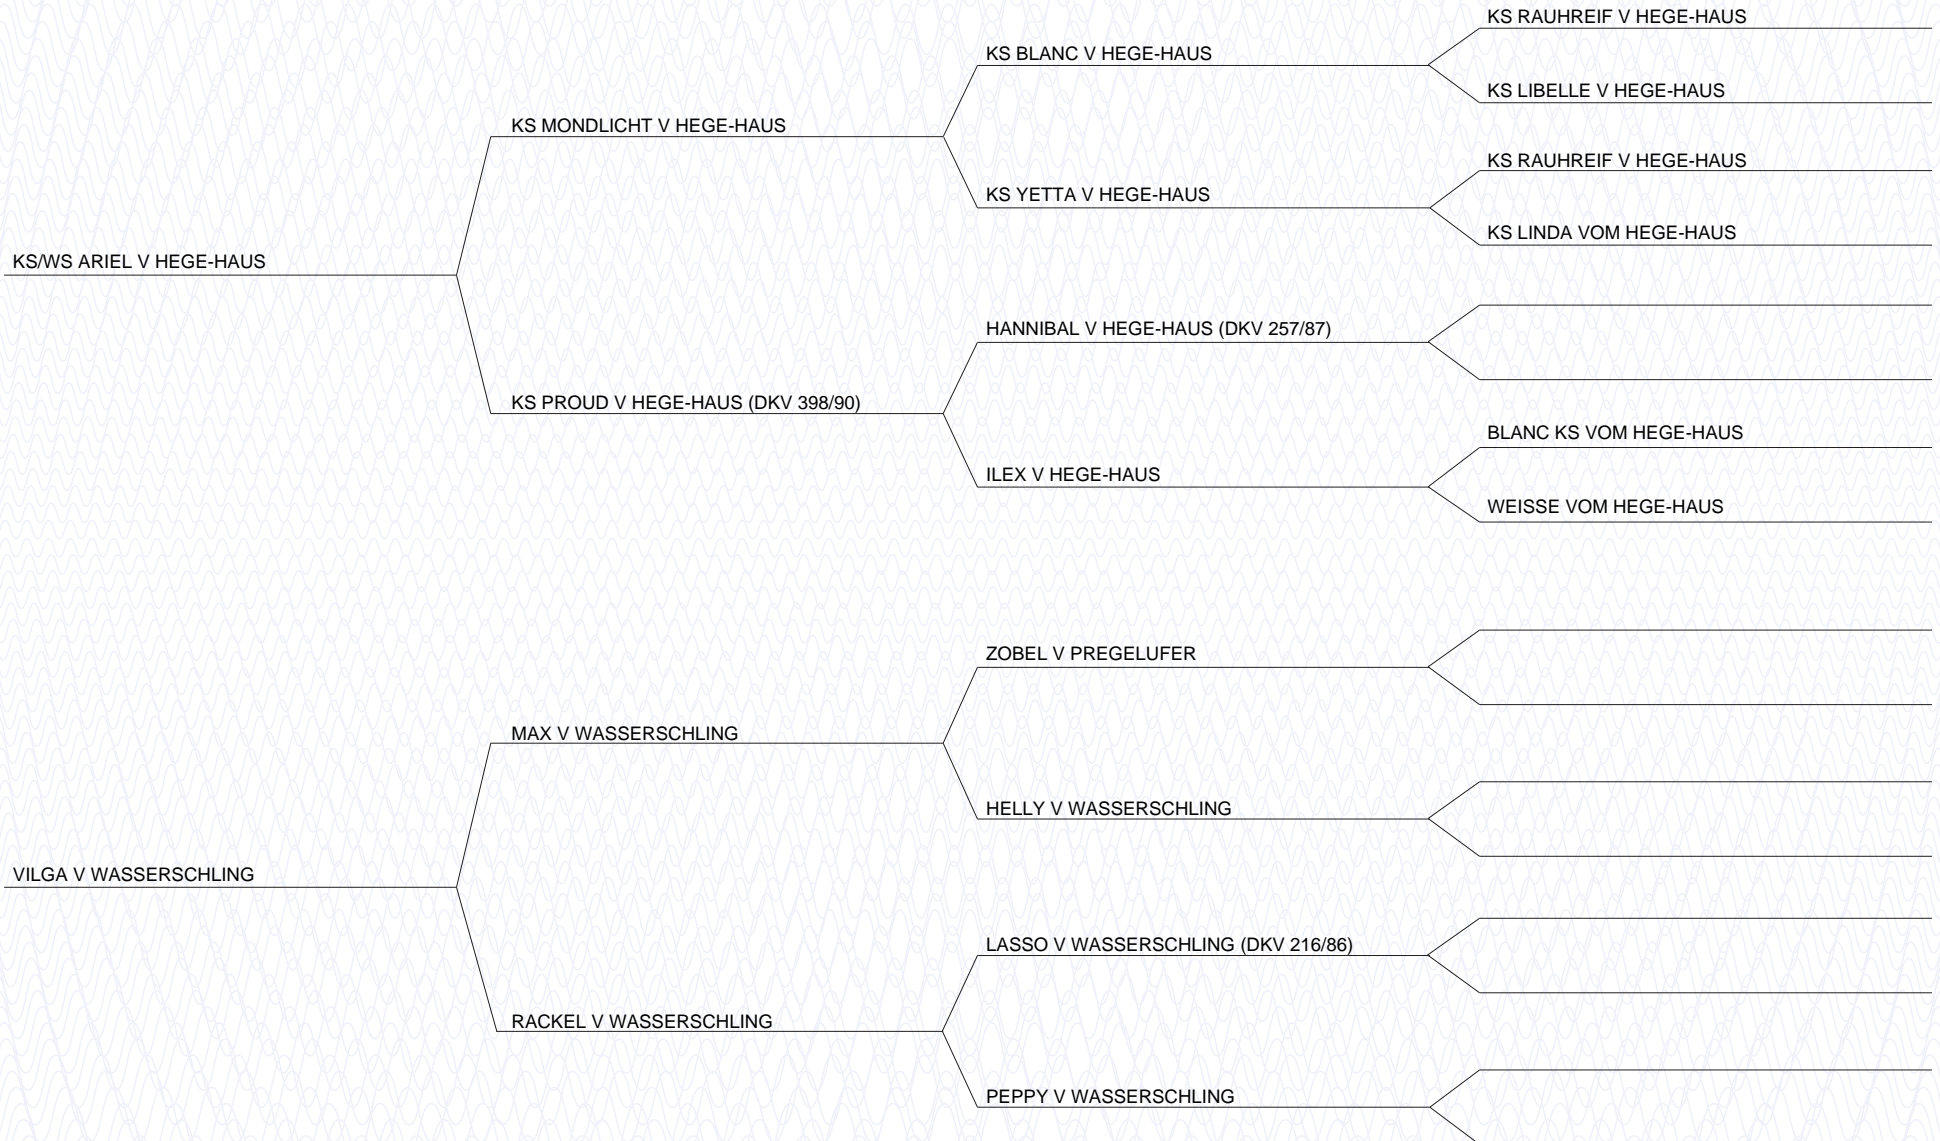 KS RAUHREIF V HEGE-HAUS
KS BLANC V HEGE-HAUS
KS LIBELLE V HEGE-HAUS
KS MONDLICHT V HEGE-HAUS
KS RAUHREIF V HEGE-HAUS
KS YETTA V HEGE-HAUS
KS LINDA VOM HEGE-HAUS
KS/WS ARIEL V HEGE-HAUS
HANNIBAL V HEGE-HAUS (DKV 257/87)
KS PROUD V HEGE-HAUS (DKV 398/90)
BLANC KS VOM HEGE-HAUS
ILEX V HEGE-HAUS
WEISSE VOM HEGE-HAUS
ZOBEL V PREGELUFER
MAX V WASSERSCHLING
HELLY V WASSERSCHLING
VILGA V WASSERSCHLING
LASSO V WASSERSCHLING (DKV 216/86)
RACKEL V WASSERSCHLING
PEPPY V WASSERSCHLING